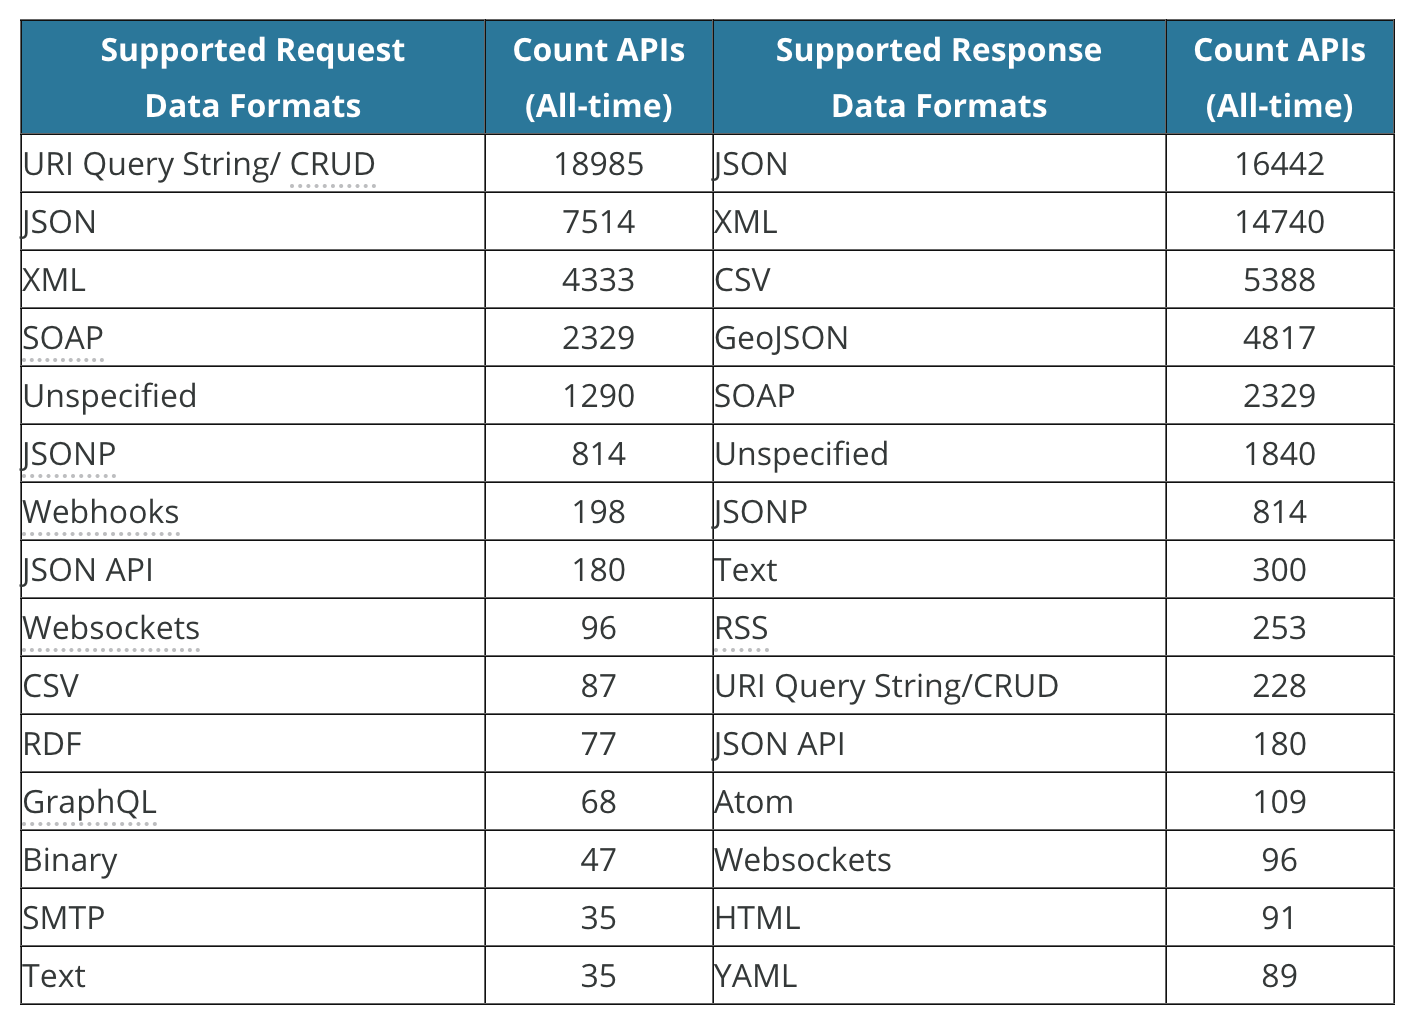 Supported Request Count APIs Supported Response Count APIs
Data Formats (All-time) Data Formats (All-time)
URI Query String/ CRUD 18985 JSON 16442
JSON 7514 XML 14740
XML 4333 CSV 5388
SOAP 2329 GeoJSON 4817
Unspecified 1290 SOAP 2329
JSONP 814 Unspecified 1840
Webhooks 198 JSONP 814
JSON API 180 Text 300
Websockets 96 RSS 253
CSV 87 URI Query String/CRUD 228
RDF 77 JSON API 180
GraphQL 68 Atom 109
Binary 47 Websockets 96
SMTP 35 HTML 91
Text 35 YAML 89